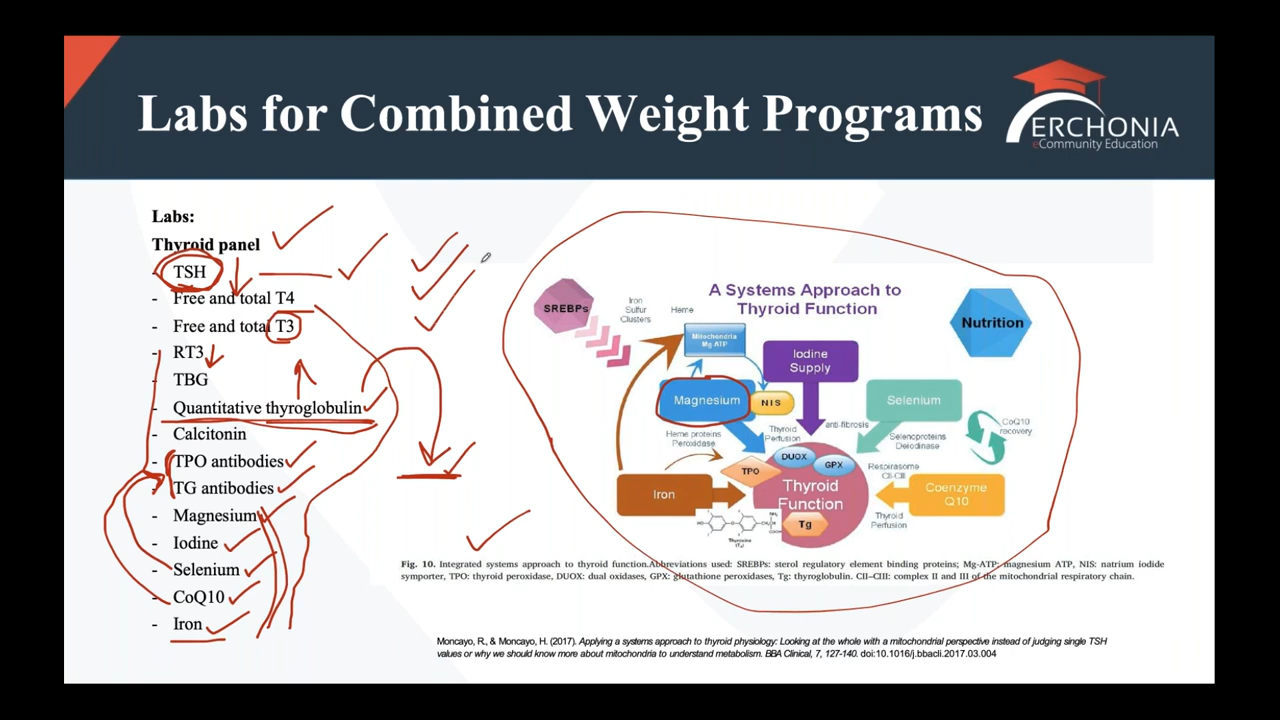 Labs for Combined Weight Programs
ERCHONIA
eCommunity Education
Labs:
Thyroid panel
- TSH
- Free and total T4
- Free and total T3
- RT3
- TBG
- Quantitative thyroglobulin
- Calcitonin
- TPO antibodies
- TG antibodies
- Magnesium
- Iodine
- Selenium
- CoQ10
- Iron
A Systems Approach to
Thyroid Function
SREBPs
Iron
Sulfur
Clusters
Heme
Mitochondria
Mg ATP
Iodine
Supply
Nutrition
Magnesium
NIS
Selenium
Heme proteins
Peroxidase
Thyroid
Perfusion
anti-fibrosis
Selenoproteins
Deiodinase
CoQ10
recovery
TPO
DUOX
GPX
Respirasome
CII-CIII
Iron
Thyroid
Function
Coenzyme
Q10
Tg
Thyroid
Perfusion
Thyroxine
(T₄)
Fig. 10. Integrated systems approach to thyroid function.Abbreviations used: SREBPs: sterol regulatory element binding proteins; Mg-ATP: magnesium ATP, NIS: natrium iodide
symporter, TPO: thyroid peroxidase, DUOX: dual oxidases, GPX: glutathione peroxidases, Tg: thyroglobulin. CII–CIII: complex II and III of the mitochondrial respiratory chain.
Moncayo, R., & Moncayo, H. (2017). Applying a systems approach to thyroid physiology: Looking at the whole with a mitochondrial perspective instead of judging single TSH
values or why we should know more about mitochondria to understand metabolism. BBA Clinical, 7, 127-140. doi:10.1016/j.bbacli.2017.03.004